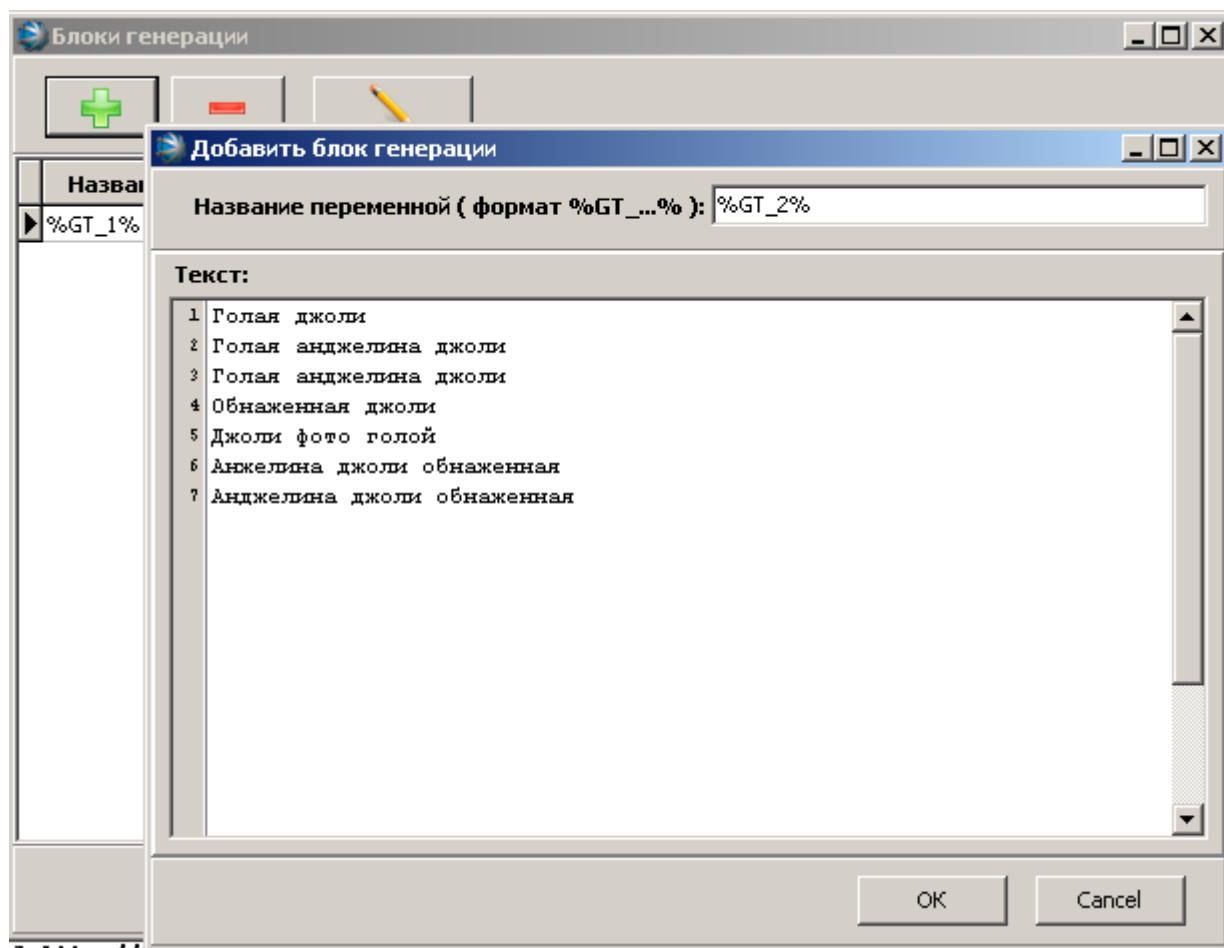 Блоки генерации
Добавить блок генерации
Назван
Название переменной ( формат %GT_...% ): %GT_2%
%GT_1%
Текст:
1 Голая джоли
2 Голая анджелина джоли
3 Голая анджелина джоли
4 Обнаженная джоли
5 Джоли фото голой
6 Анжелина джоли обнаженная
7 Анджелина джоли обнаженная
OK
Cancel